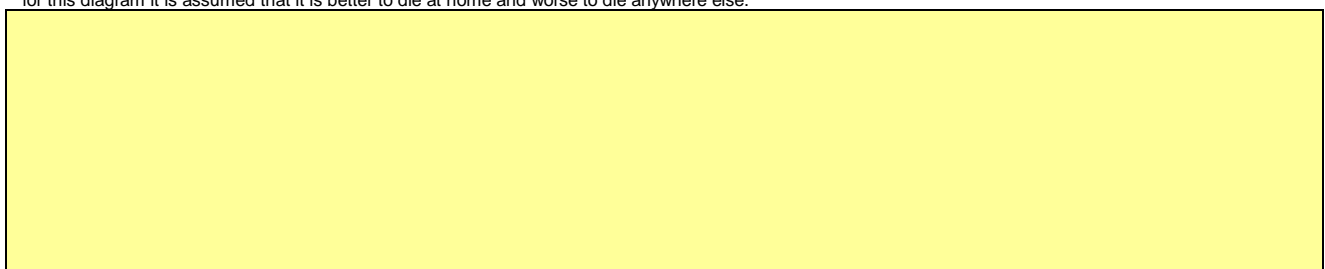 for this diagram it is assumed that it is better to die at home and worse to die anywhere else.